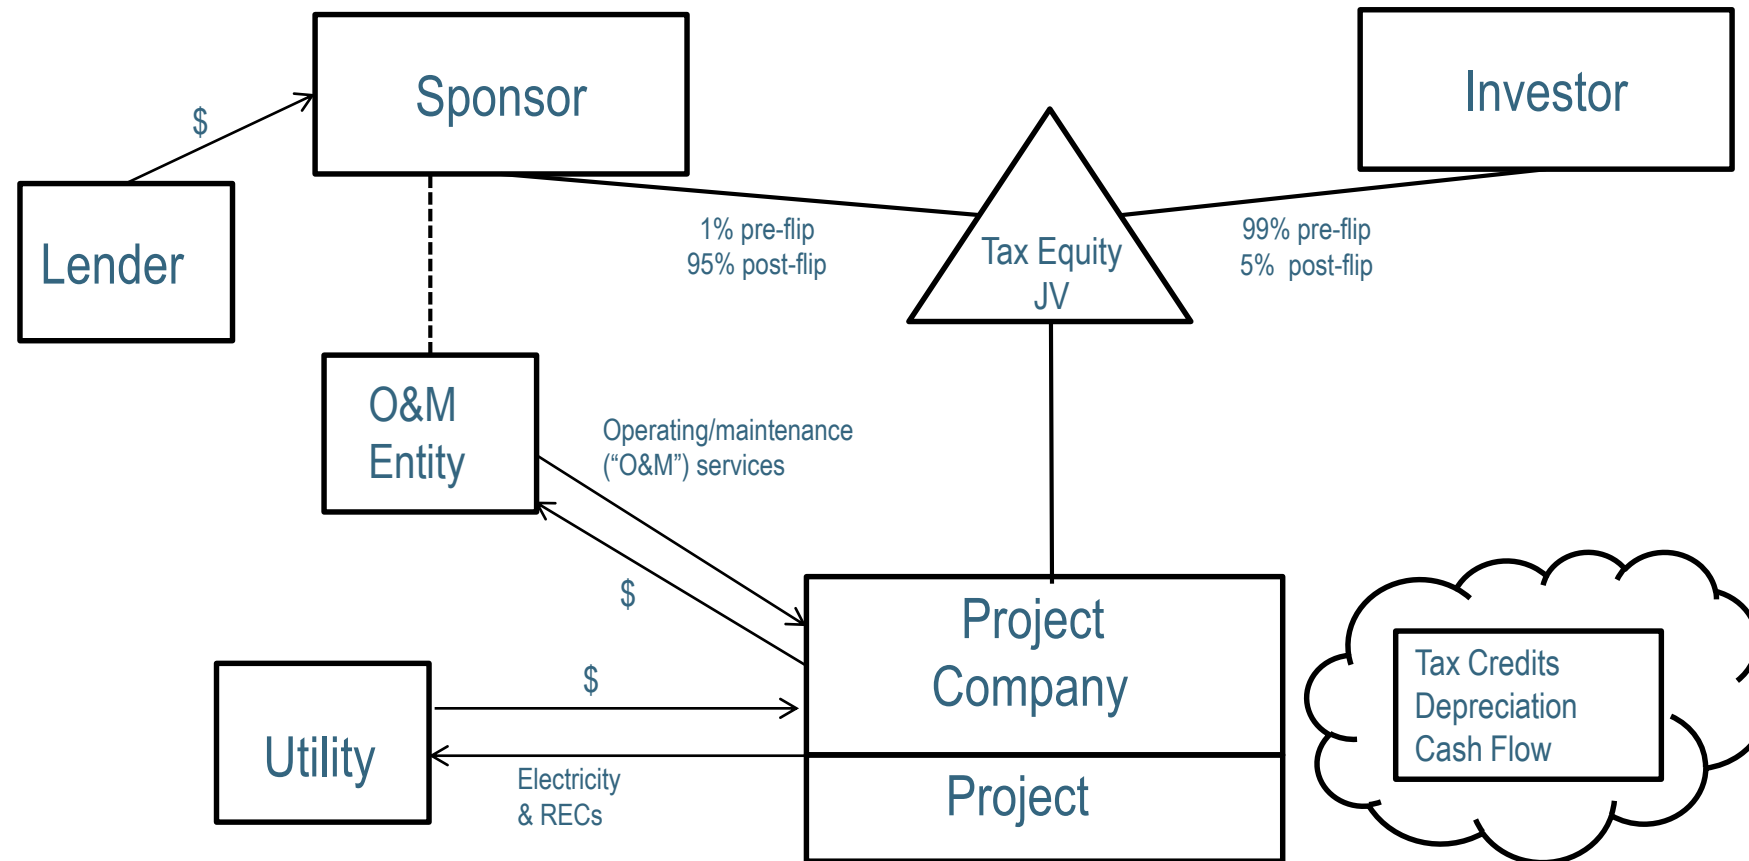 Sponsor
Investor
$
Lender
1% pre-flip
95% post-flip
Tax Equity
JV
99% pre-flip
5%  post-flip
O&M
Entity
Operating/maintenance
(“O&M”) services
$
Project
Company
Utility
$
Electricity
& RECs
Project
Tax Credits
Depreciation
Cash Flow